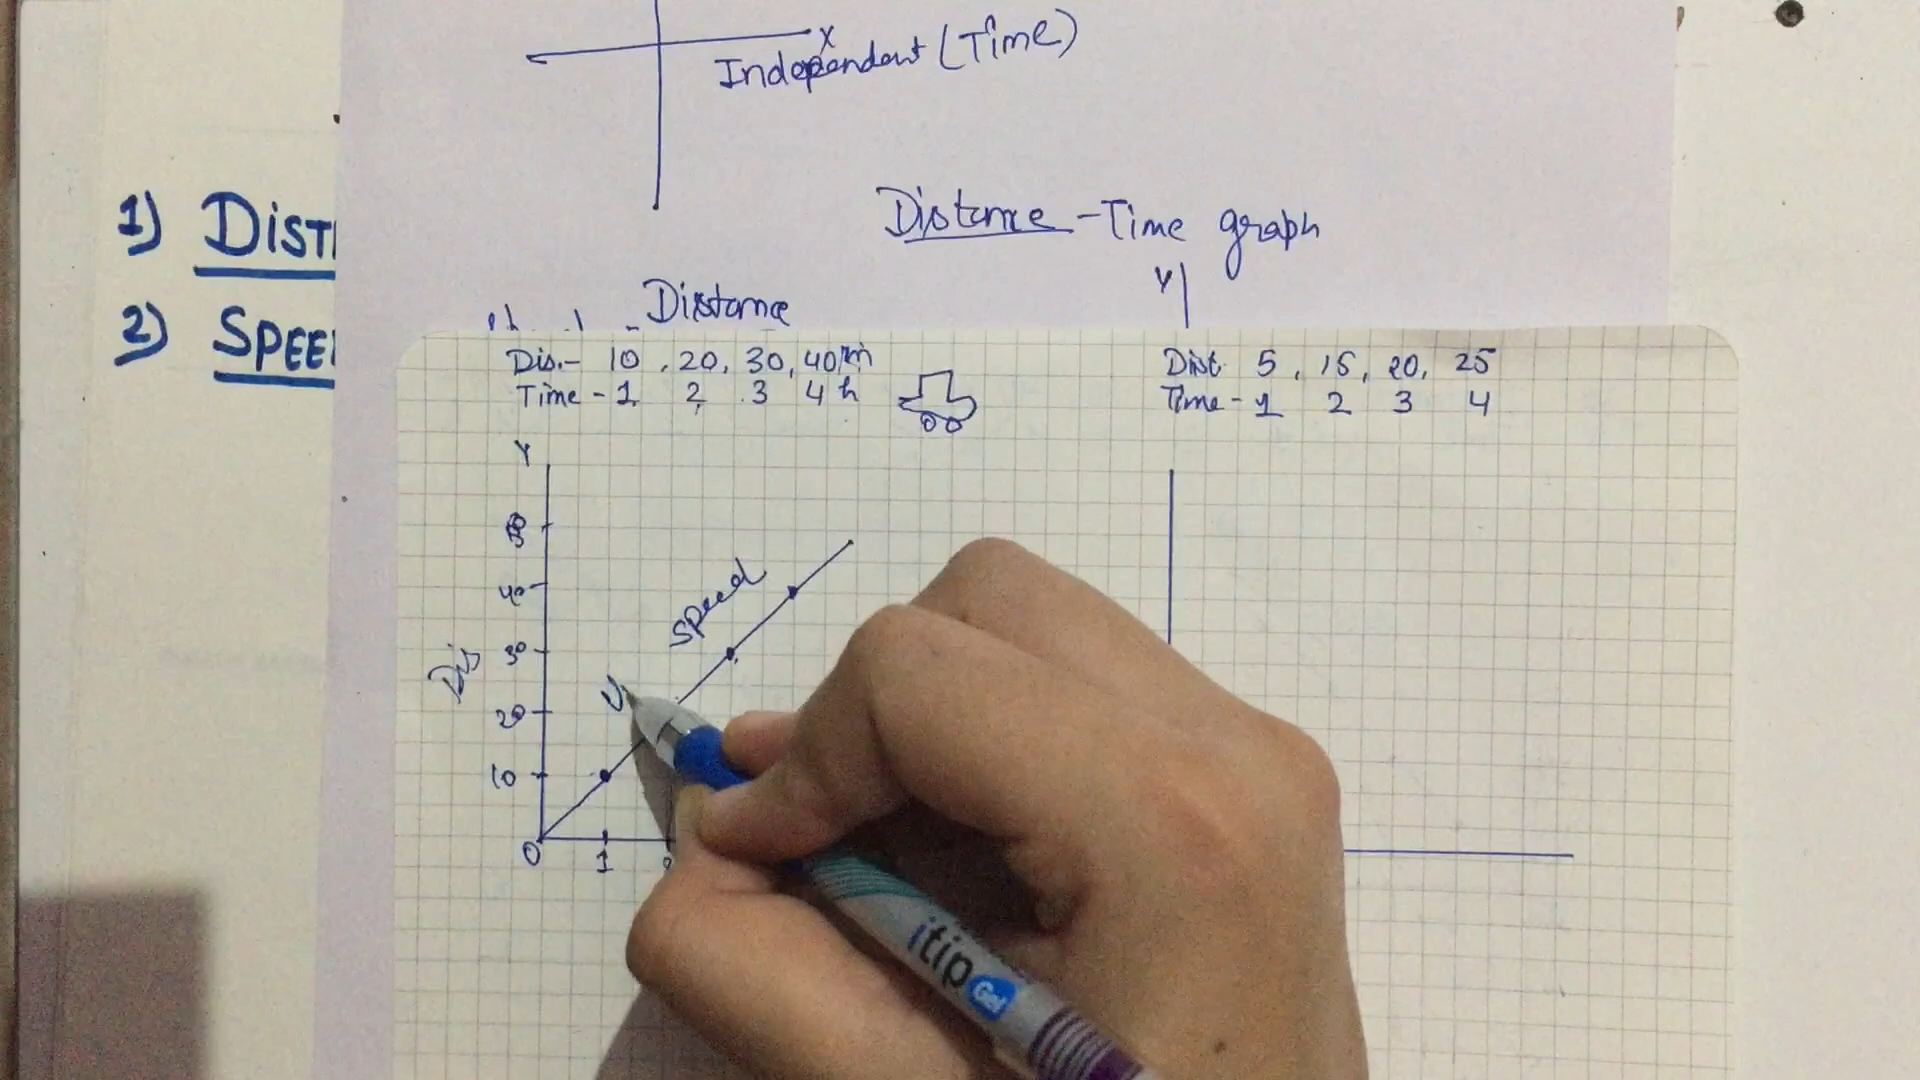 X
Independent (Time)
1) DIST
2) SPEE
Distance - Time graph
Y
Distance
Dis.- 10, 20, 30, 40 km
Time - 1 2 3 4 h
Dist. 5, 15, 20, 25
Time - 1 2 3 4
Y
40
30
20
10
0
1
Dis
Speed
U
itip
Gel